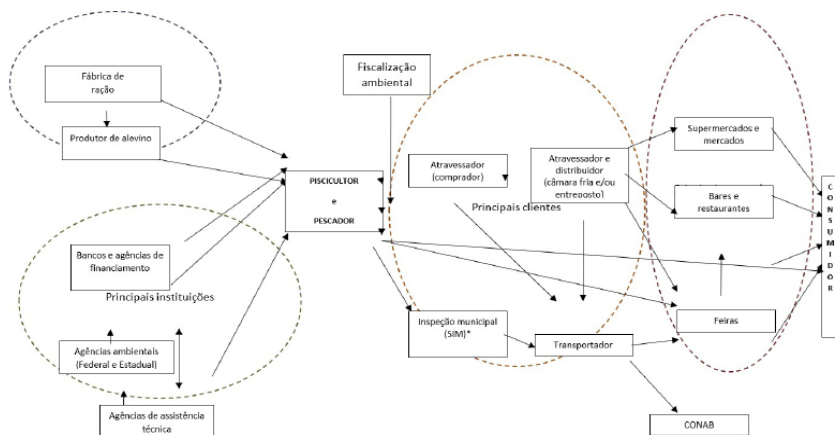 Fábrica de
ração
Produtor de alevino
Fiscalização
ambiental
PISCICULTOR
e
PESCADOR
Atravessador
(comprador)
Atravessador e
distribuidor
(câmara fria e/ou
entreposto)
Principais clientes
Supermercados e
mercados
Bares e
restaurantes
Feiras
CONSUMIDOR
Bancos e agências de
financiamento
Principais instituições
Agências ambientais
(Federal e Estadual)
Agências de assistência
técnica
Inspeção municipal
(SIM)*
Transportador
CONAB